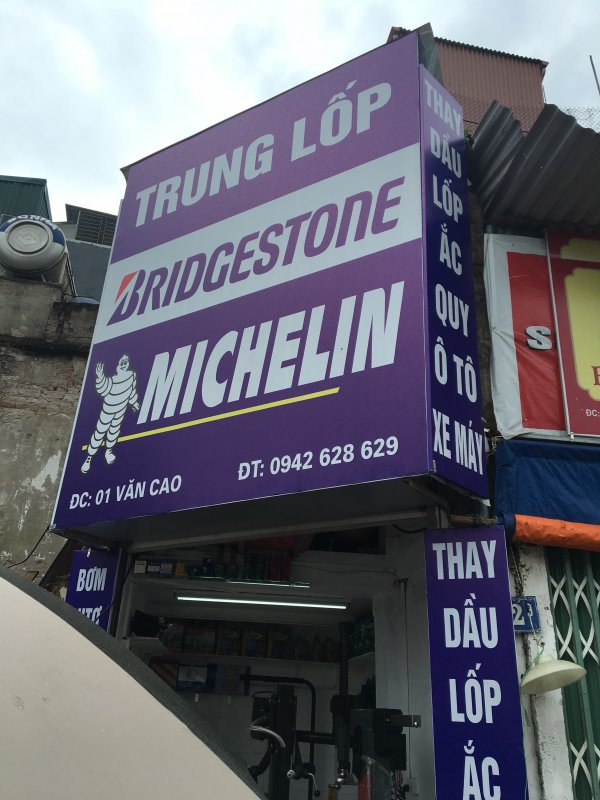 TRUNG LỐP
BRIDGESTONE
MICHELIN
ĐC: 01 VĂN CAO
ĐT: 0942 628 629
THAY
DẦU
LỐP
ẮC
QUY
Ô TÔ
XE MÁY
BƠM
THAY
DẦU
LỐP
ẮC
S
ĐC: